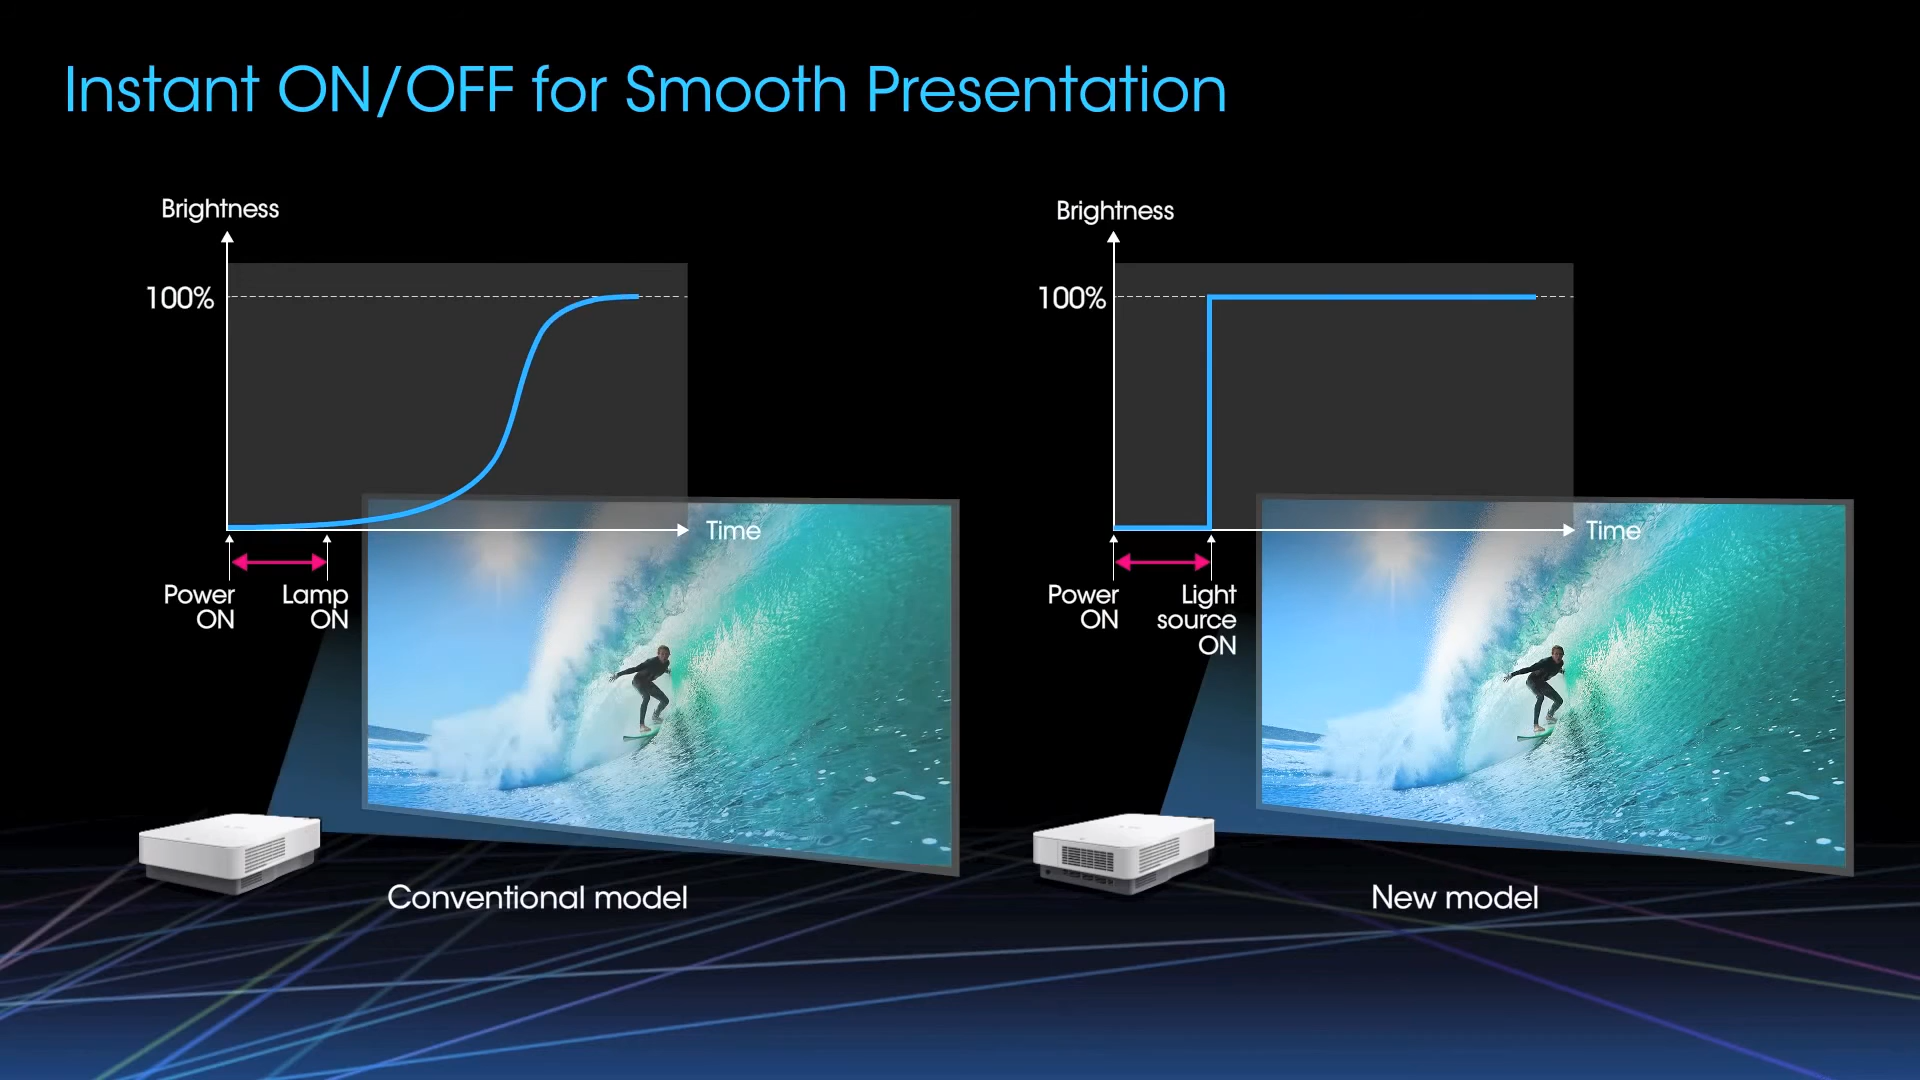 Instant ON/OFF for Smooth Presentation
Brightness
100%
Time
Power
ON
Lamp
ON
Conventional model
Brightness
100%
Time
Power
ON
Light
source
ON
New model